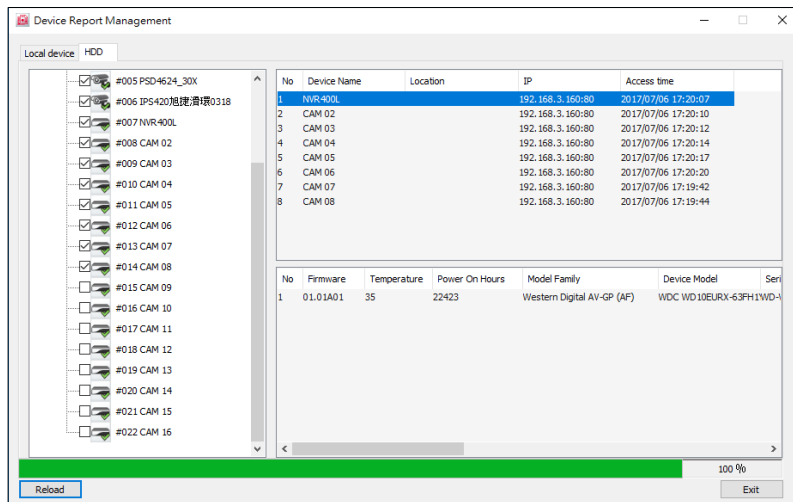 Device Report Management
Local device HDD
#005 PSD4624_30X
#006 IPS420旭捷滑環0318
#007 NVR400L
#008 CAM 02
#009 CAM 03
#010 CAM 04
#011 CAM 05
#012 CAM 06
#013 CAM 07
#014 CAM 08
#015 CAM 09
#016 CAM 10
#017 CAM 11
#018 CAM 12
#019 CAM 13
#020 CAM 14
#021 CAM 15
#022 CAM 16
No Device Name Location IP Access time
1 NVR400L 192.168.3.160:80 2017/07/06 17:20:07
2 CAM 02 192.168.3.160:80 2017/07/06 17:20:10
3 CAM 03 192.168.3.160:80 2017/07/06 17:20:12
4 CAM 04 192.168.3.160:80 2017/07/06 17:20:14
5 CAM 05 192.168.3.160:80 2017/07/06 17:20:17
6 CAM 06 192.168.3.160:80 2017/07/06 17:20:20
7 CAM 07 192.168.3.160:80 2017/07/06 17:19:42
8 CAM 08 192.168.3.160:80 2017/07/06 17:19:44
No Firmware Temperature Power On Hours Model Family Device Model Seri
1 01.01A01 35 22423 Western Digital AV-GP (AF) WDC WD10EURX-63FH1 WD-
100 %
Reload Exit